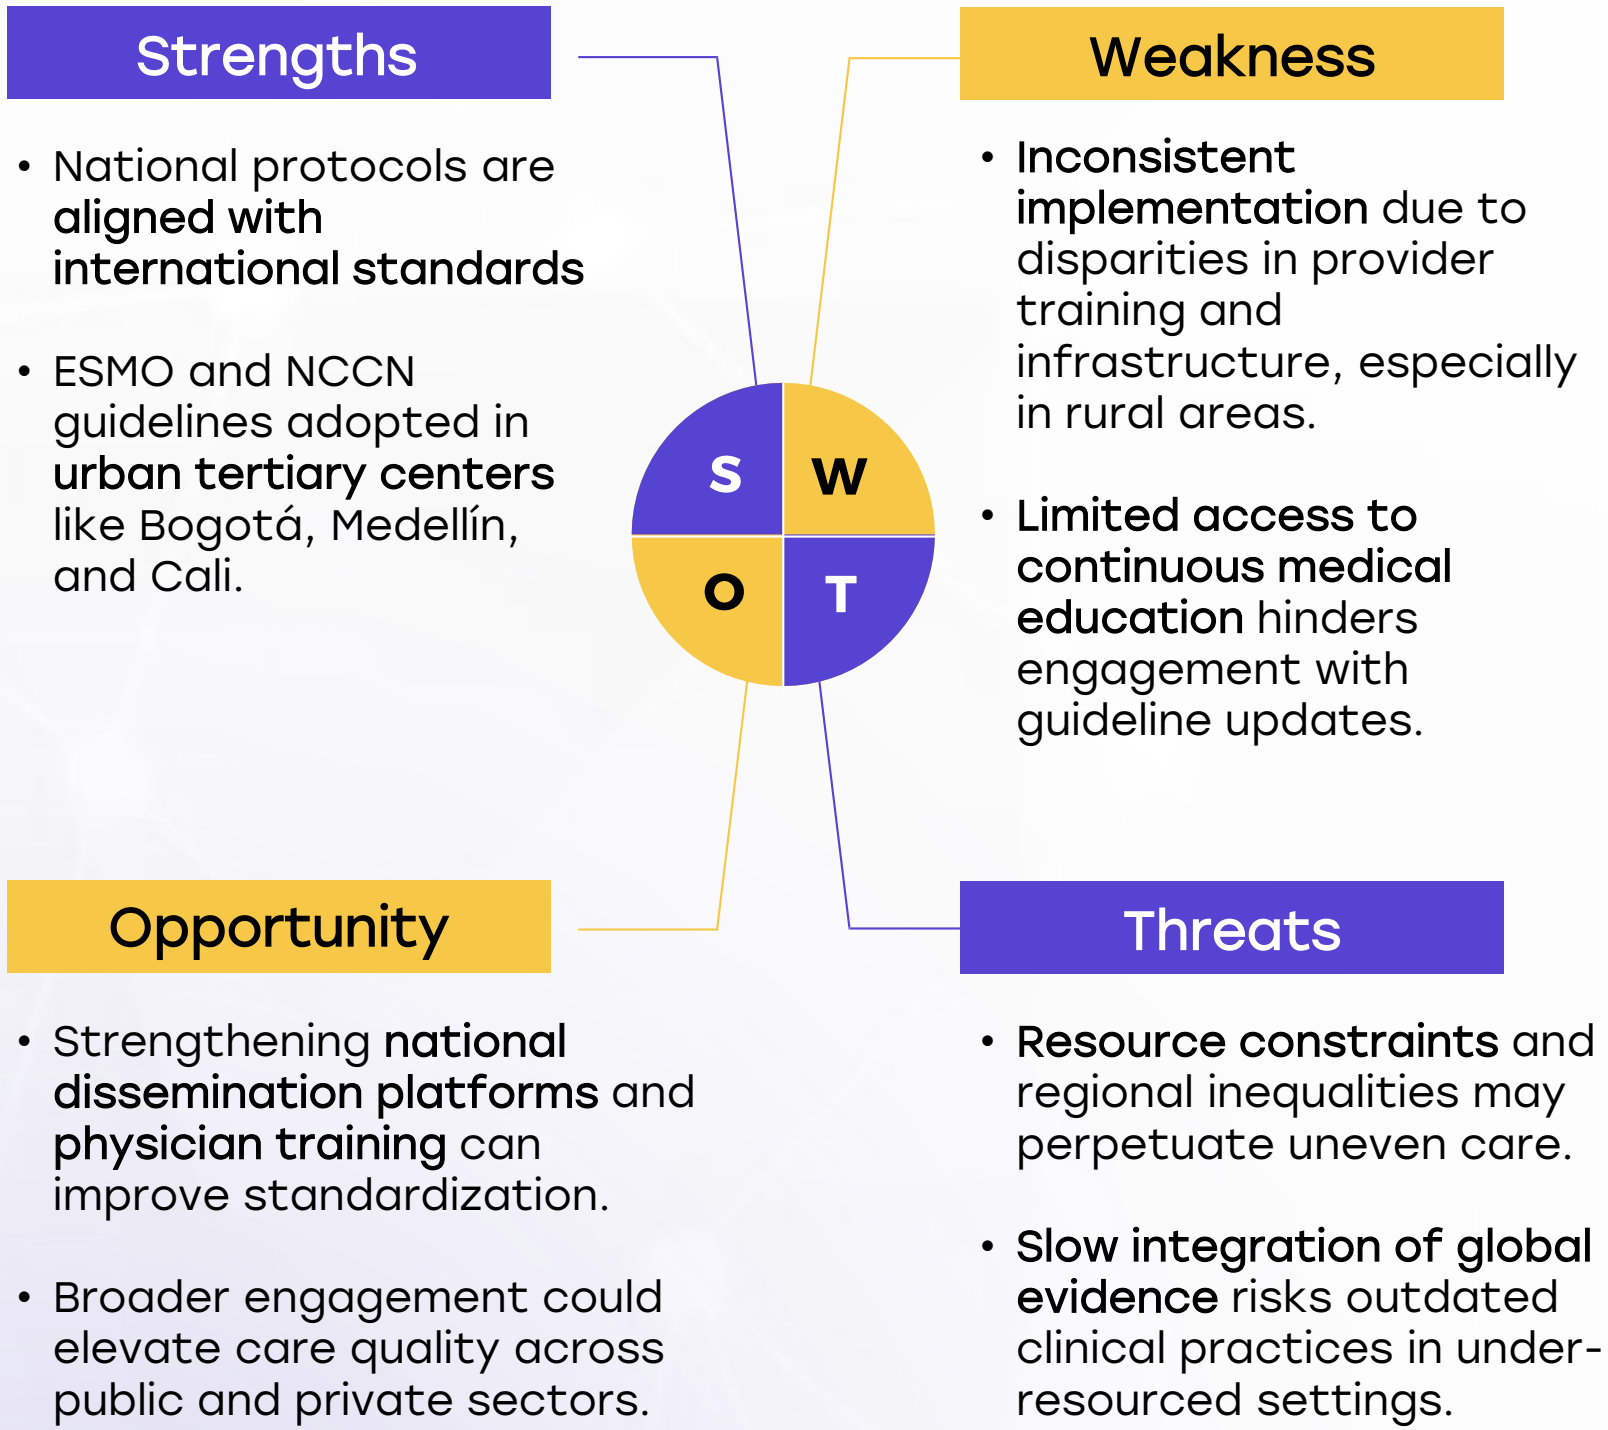 Strengths
• National protocols are
aligned with
international standards
• ESMO and NCCN
guidelines adopted in
urban tertiary centers
like Bogotá, Medellín,
and Cali.
Weakness
• Inconsistent
implementation due to
disparities in provider
training and
infrastructure, especially
in rural areas.
• Limited access to
continuous medical
education hinders
engagement with
guideline updates.
S
W
O
T
Opportunity
• Strengthening national
dissemination platforms and
physician training can
improve standardization.
• Broader engagement could
elevate care quality across
public and private sectors.
Threats
• Resource constraints and
regional inequalities may
perpetuate uneven care.
• Slow integration of global
evidence risks outdated
clinical practices in under-
resourced settings.